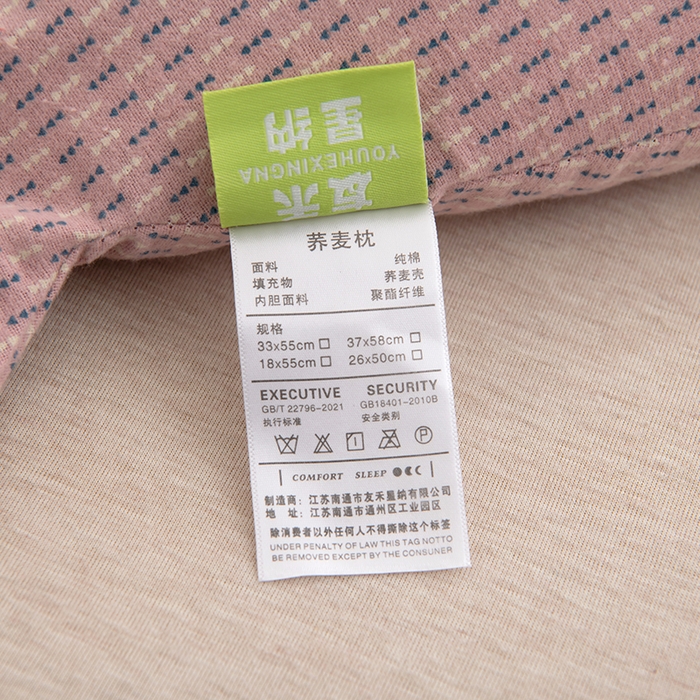 友禾
YOUHEXINGNA
星纳
荞麦枕
面料 纯棉
填充物 荞麦壳
内胆面料 聚酯纤维
规格
33x55cm 37x58cm
18x55cm 26x50cm
EXECUTIVE SECURITY
GB/T 22796-2021 GB18401-2010B
执行标准 安全类别
COMFORT SLEEP
制造商：江苏南通市友禾星纳有限公司
地 址：江苏南通市通州区工业园区
除消费者以外任何人不得撕除这个标签
UNDER PENALTY OF LAW THIS TAG NOTTO
BE REMOVED EXCEPT BY THE CONSUNER